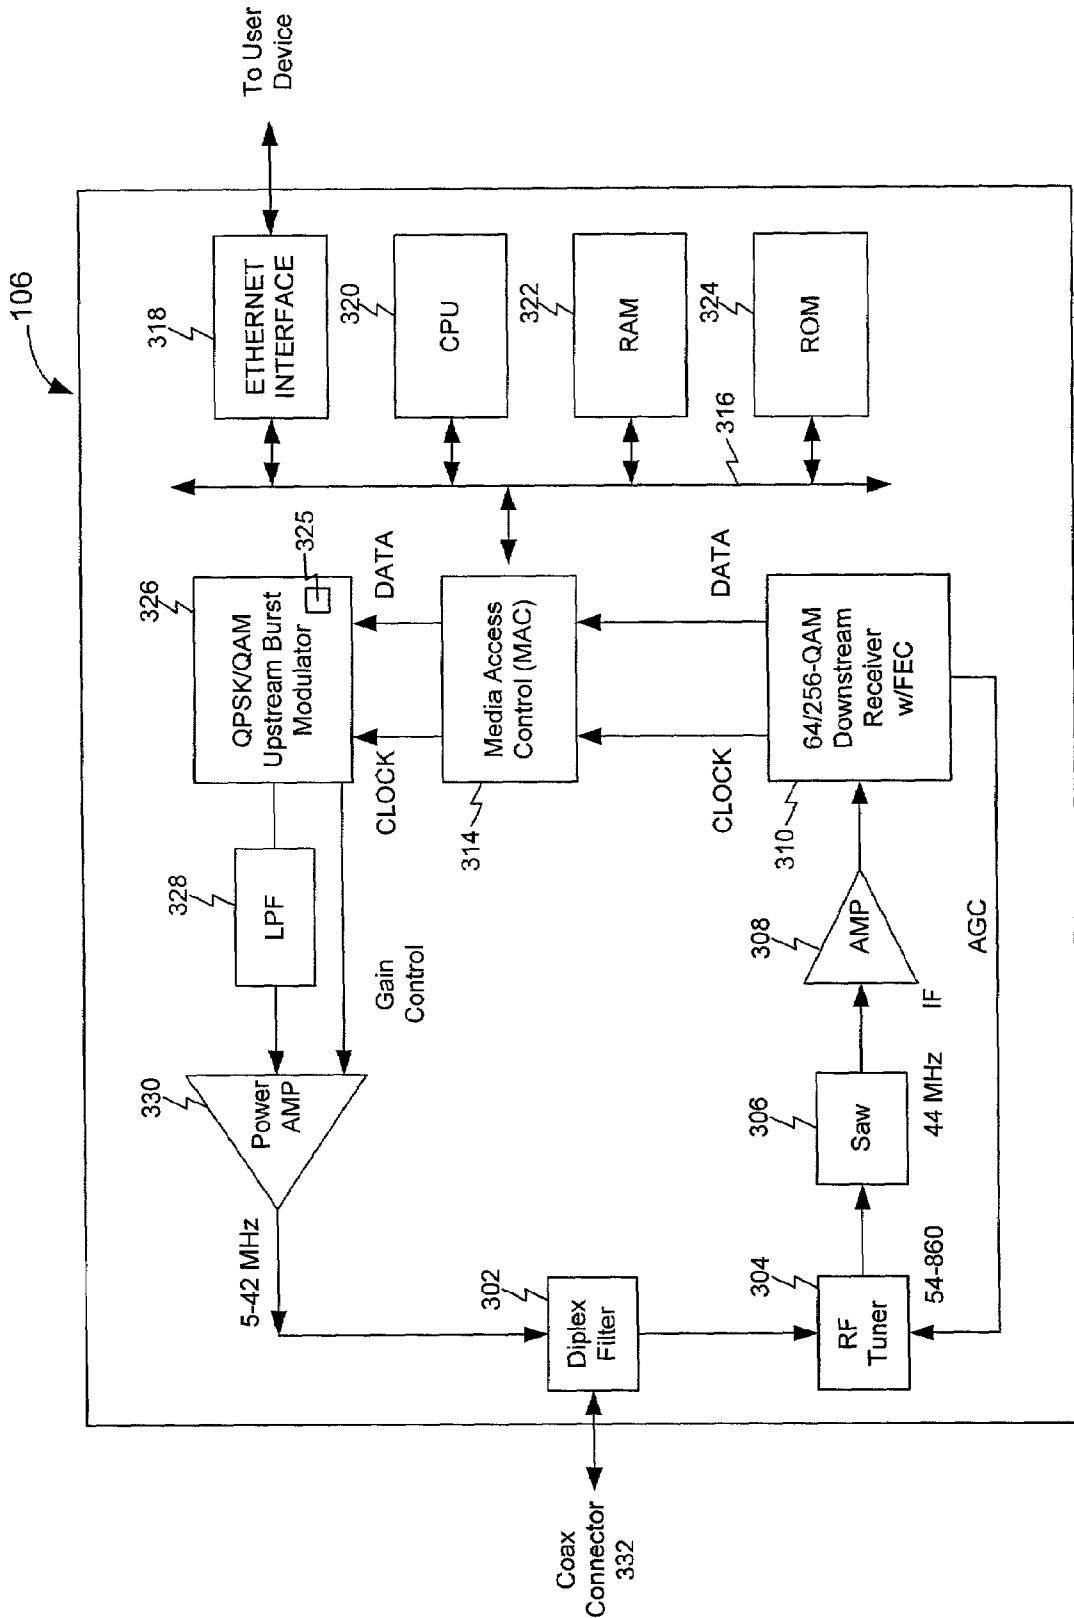 106
To User
Device
318
ETHERNET
INTERFACE
320
CPU
322
RAM
324
ROM
316
326
QPSK/QAM
Upstream Burst
Modulator
325
DATA
CLOCK
Media Access
Control (MAC)
314
DATA
CLOCK
64/256-QAM
Downstream
Receiver
w/FEC
310
328
LPF
Gain
Control
330
Power
AMP
5-42 MHz
308
AMP
IF
AGC
306
Saw
44 MHz
302
Diplex
Filter
304
RF
Tuner
54-860
Coax
Connector
332